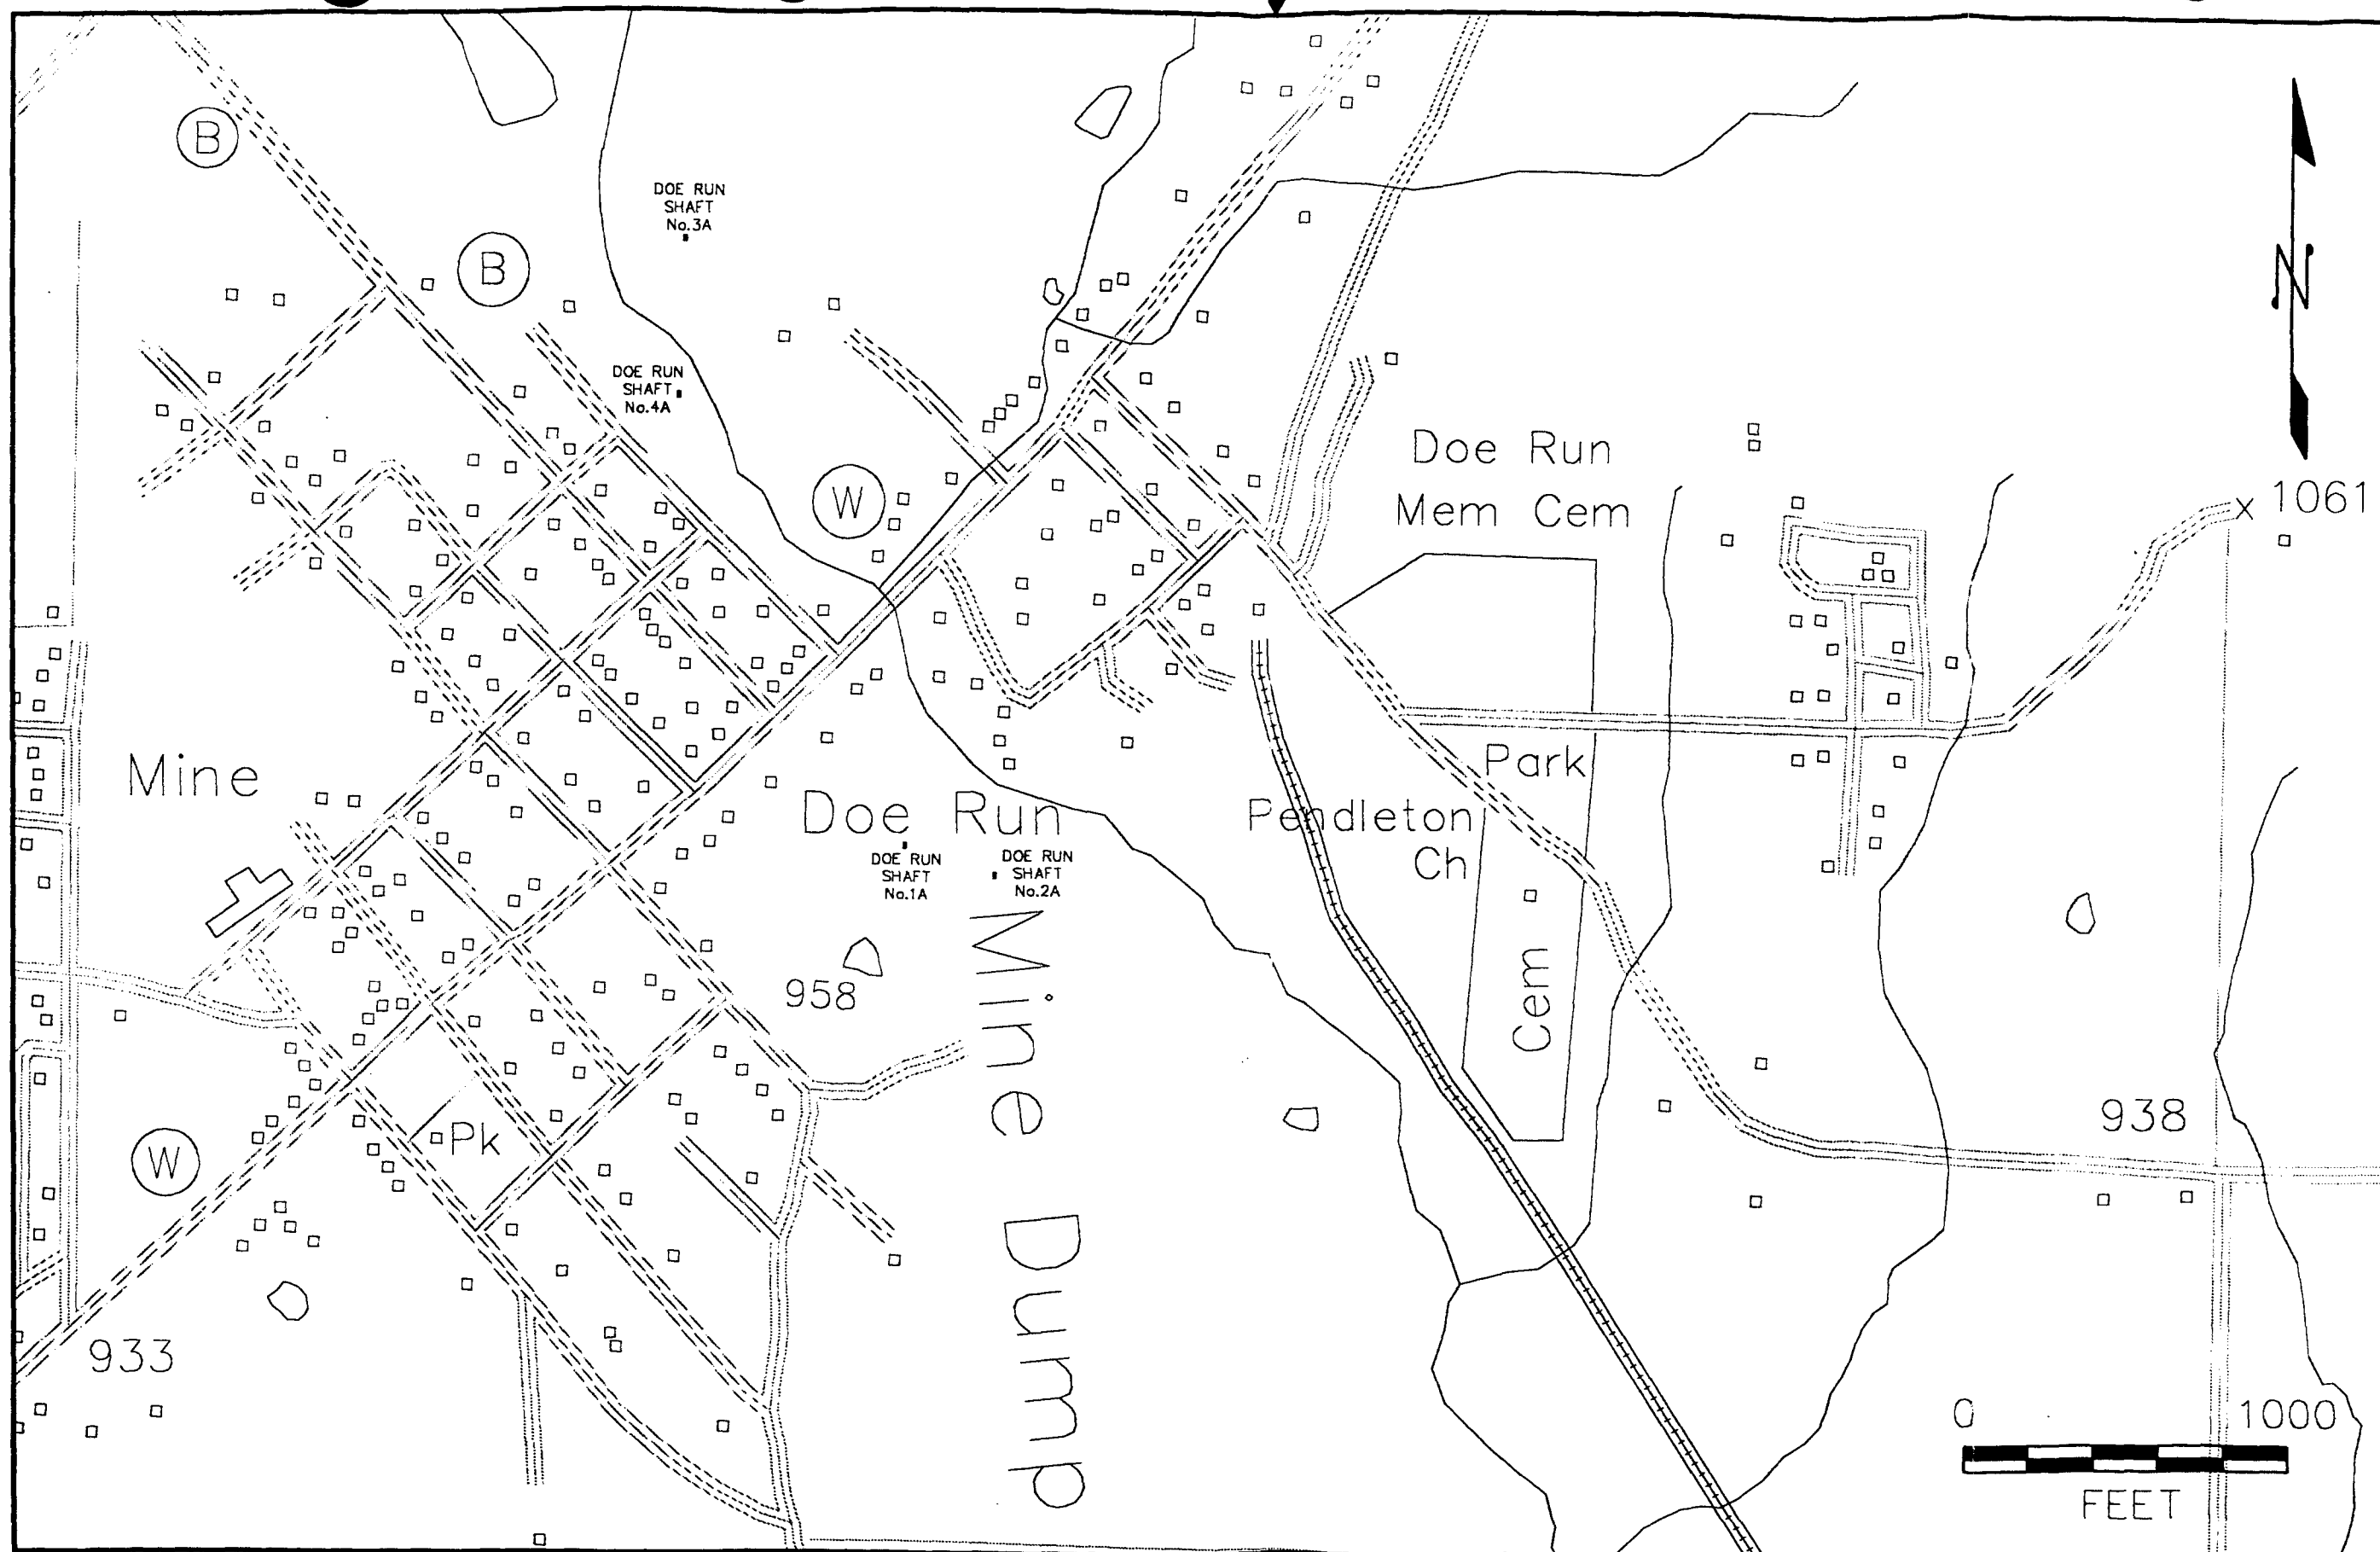 B
DOE RUN
SHAFT
No.3A
B
N
DOE RUN
SHAFT
No.4A
W
Doe Run
Mem Cem
x 1061
Mine
Park
Doe Run
Pendleton
Ch
DOE RUN
SHAFT
No.1A
DOE RUN
SHAFT
No.2A
Mine Dump
Cem
958
938
Pk
W
933
0 1000
FEET